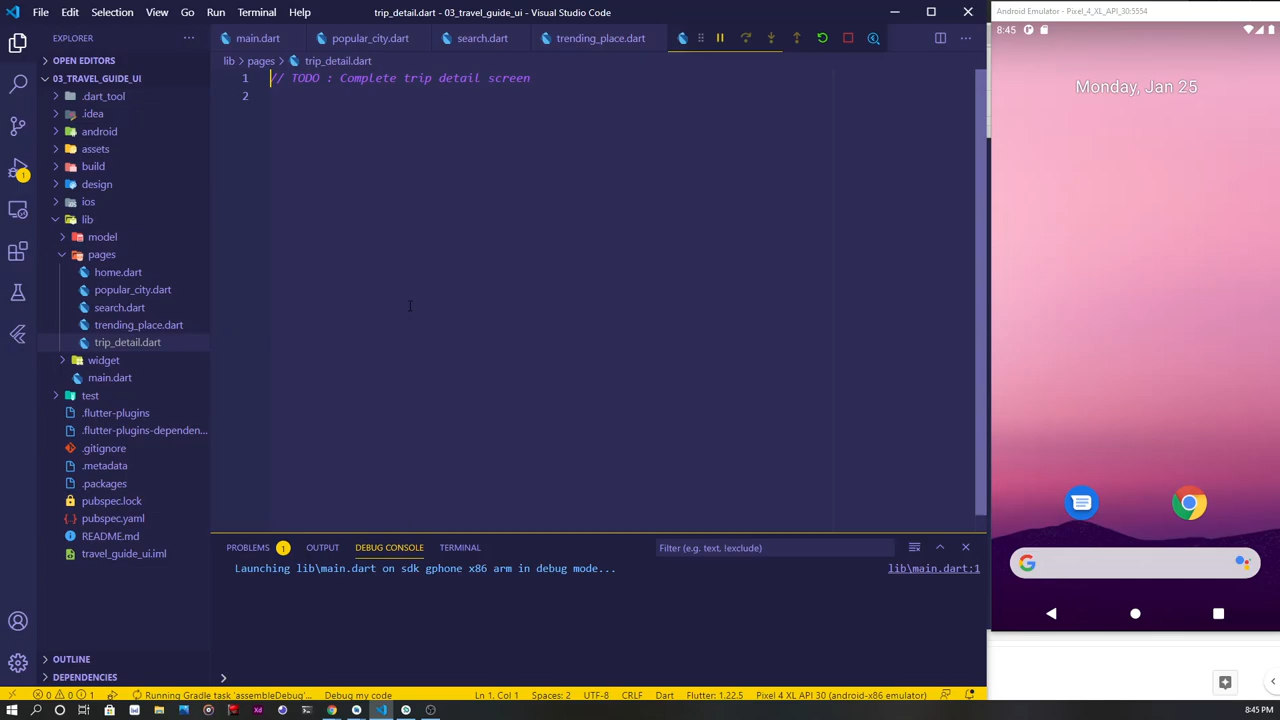 File Edit Selection View Go Run Terminal Help
trip_detail.dart - 03_travel_guide_ui - Visual Studio Code
Android Emulator - Pixel_4_XL_API_30:5554
EXPLORER
main.dart
popular_city.dart
search.dart
trending_place.dart
8:45
OPEN EDITORS
lib > pages > trip_detail.dart
03_TRAVEL_GUIDE_UI
1 // TODO : Complete trip detail screen
2
Monday, Jan 25
.dart_tool
.idea
android
assets
build
1
design
ios
lib
model
pages
home.dart
popular_city.dart
search.dart
trending_place.dart
trip_detail.dart
widget
main.dart
test
.flutter-plugins
.flutter-plugins-dependen...
.gitignore
.metadata
.packages
pubspec.lock
pubspec.yaml
README.md
travel_guide_ui.iml
PROBLEMS 1 OUTPUT DEBUG CONSOLE TERMINAL
Filter (e.g. text, !exclude)
Launching lib\main.dart on sdk gphone x86 arm in debug mode...
lib\main.dart:1
OUTLINE
DEPENDENCIES
0 0 1 Running Gradle task 'assembleDebug'... Debug my code
Ln 1, Col 1 Spaces: 2 UTF-8 CRLF Dart Flutter: 1.22.5 Pixel 4 XL API 30 (android-x86 emulator)
8:45 PM